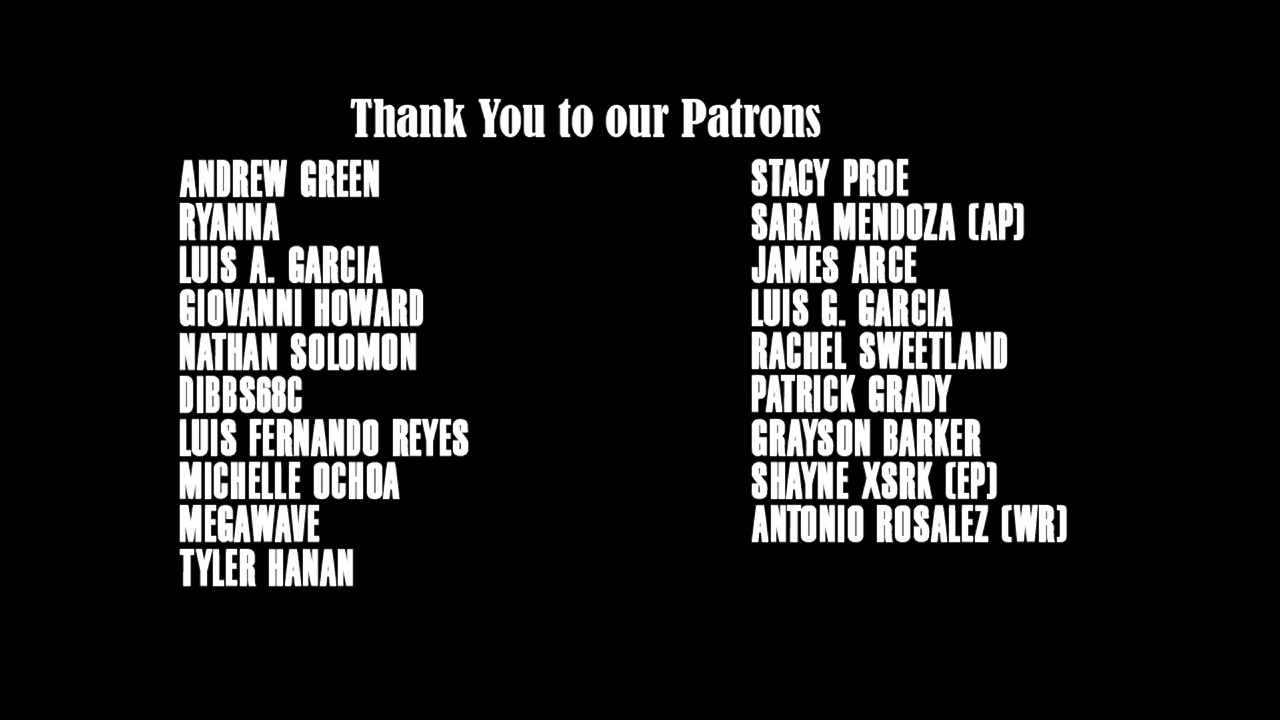 Thank You to our Patrons
ANDREW GREEN
RYANNA
LUIS A. GARCIA
GIOVANNI HOWARD
NATHAN SOLOMON
DIBBS68C
LUIS FERNANDO REYES
MICHELLE OCHOA
MEGAWAVE
TYLER HANAN
STACY PROE
SARA MENDOZA (AP)
JAMES ARCE
LUIS G. GARCIA
RACHEL SWEETLAND
PATRICK GRADY
GRAYSON BARKER
SHAYNE XSRK (EP)
ANTONIO ROSALEZ (WR)